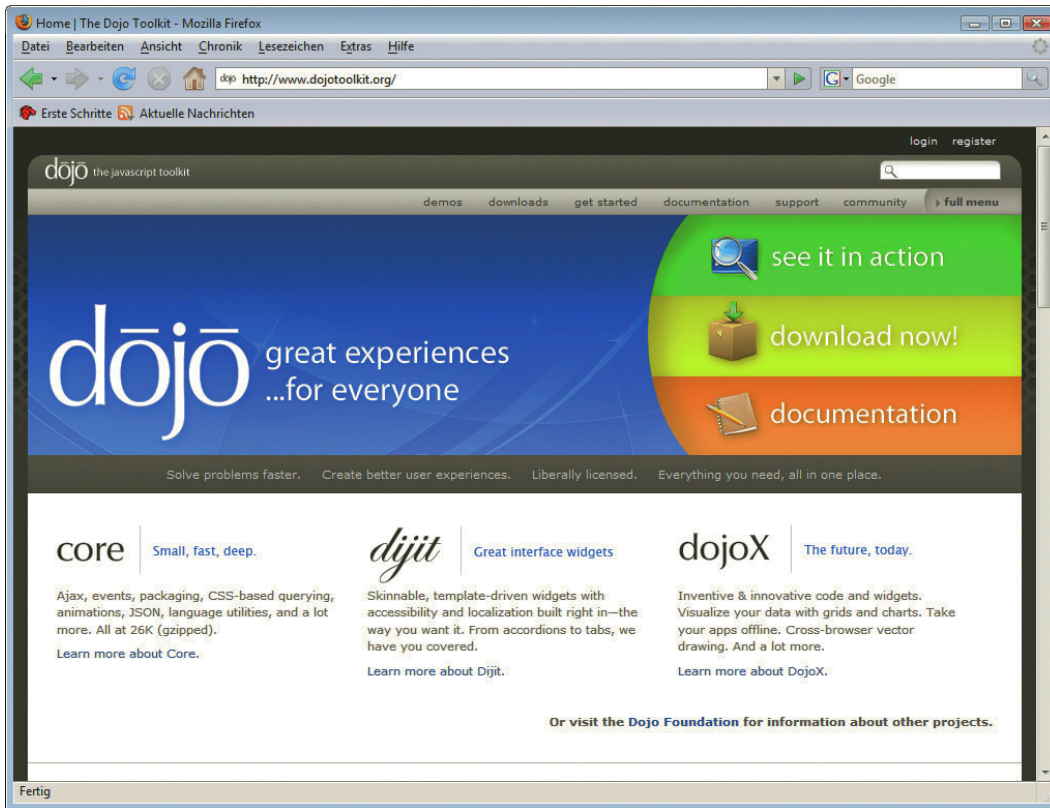 Home | The Dojo Toolkit - Mozilla Firefox
Datei Bearbeiten Ansicht Chronik Lesezeichen Extras Hilfe
dojo http://www.dojotoolkit.org/ G Google
Erste Schritte Aktuelle Nachrichten
login register
dōjō the javascript toolkit
demos downloads get started documentation support community full menu
see it in action
dōjō great experiences
...for everyone
download now!
documentation
Solve problems faster. Create better user experiences. Liberally licensed. Everything you need, all in one place.
core Small, fast, deep.
Ajax, events, packaging, CSS-based querying,
animations, JSON, language utilities, and a lot
more. All at 26K (gzipped).
Learn more about Core.
dijit Great interface widgets
Skinnable, template-driven widgets with
accessibility and localization built right in—the
way you want it. From accordions to tabs, we
have you covered.
Learn more about Dijit.
dojoX The future, today.
Inventive & innovative code and widgets.
Visualize your data with grids and charts. Take
your apps offline. Cross-browser vector
drawing. And a lot more.
Learn more about DojoX.
Or visit the Dojo Foundation for information about other projects.
Fertig